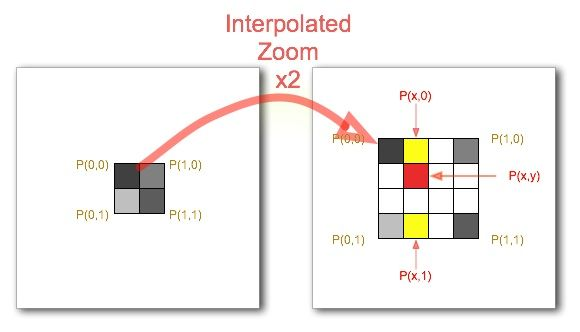 Interpolated
Zoom
x2
P(0,0)
P(1,0)
P(0,1)
P(1,1)
P(x,0)
P(0,0)
P(1,0)
P(x,y)
P(0,1)
P(1,1)
P(x,1)